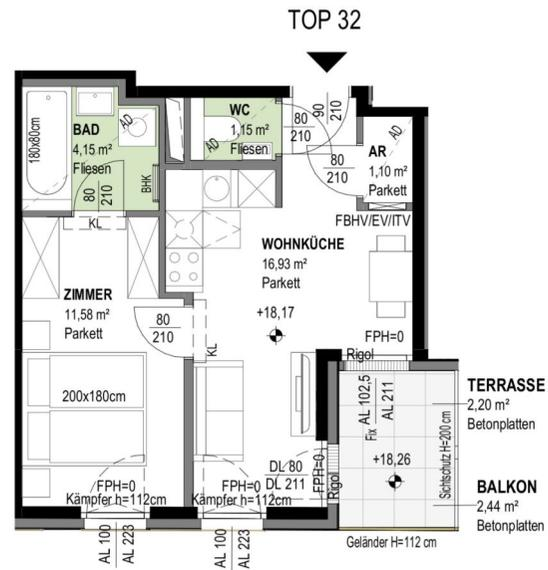 TOP 32
BAD
4,15 m²
Fliesen
180x80cm
AD
80
210
BHK
KL
WC
1,15 m²
Fliesen
AD
80
210
90
210
80
210
AD
AR
1,10 m²
Parkett
FBHV/EV/ITV
WOHNKÜCHE
16,93 m²
Parkett
+18,17
ZIMMER
11,58 m²
Parkett
80
210
KL
200x180cm
FPH=0
Rigol
AL 102,5
AL 211
Fix
+18,26
Sichtschutz H=200 cm
TERRASSE
2,20 m²
Betonplatten
BALKON
2,44 m²
Betonplatten
DL 80
DL 211
FPH=0
Rigol
FPH=0
Kämpfer h=112cm
FPH=0
Kämpfer h=112cm
AL 100
AL 223
AL 100
AL 223
Geländer H=112 cm